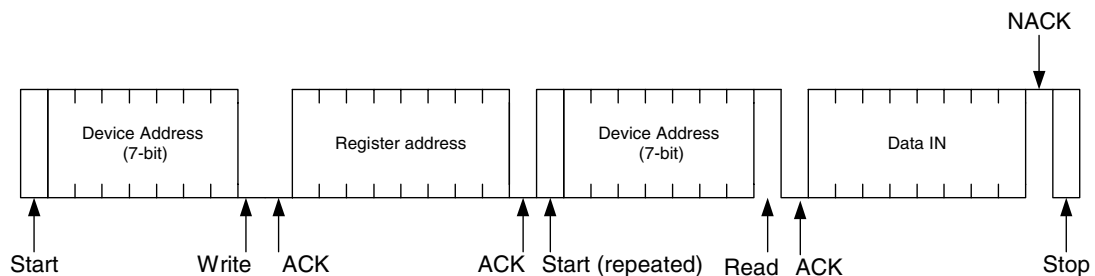 NACK
Device Address
(7-bit)
Register address
Device Address
(7-bit)
Data IN
Start
Write
ACK
ACK
Start (repeated)
Read
ACK
Stop